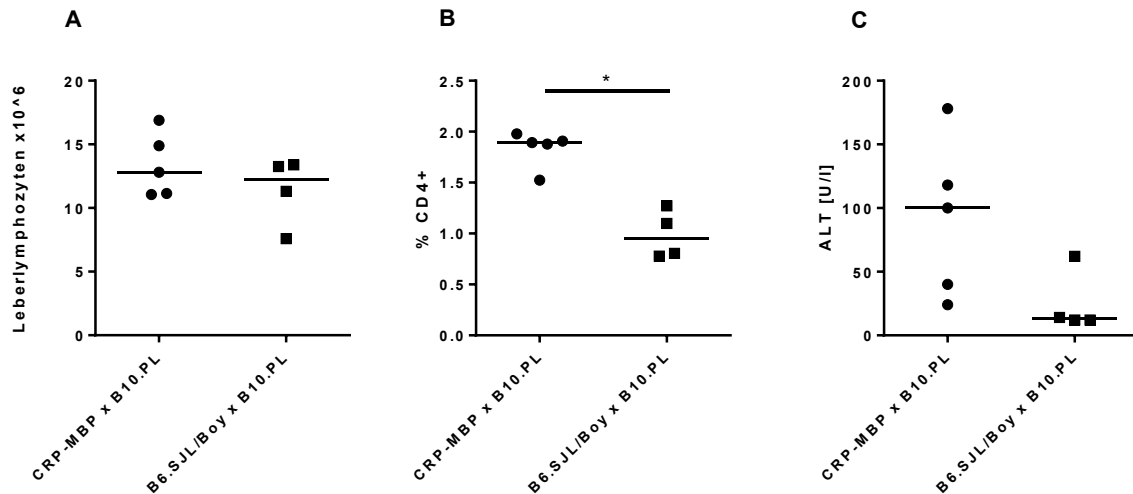 A
Leberlymphozyten x10^6
20
15
10
5
0
CRP-MBP x B10.PL
B6.SJL/Boy x B10.PL
B
*
% CD4+
2.5
2.0
1.5
1.0
0.5
0.0
CRP-MBP x B10.PL
B6.SJL/Boy x B10.PL
C
ALT [U/l]
200
150
100
50
0
CRP-MBP x B10.PL
B6.SJL/Boy x B10.PL